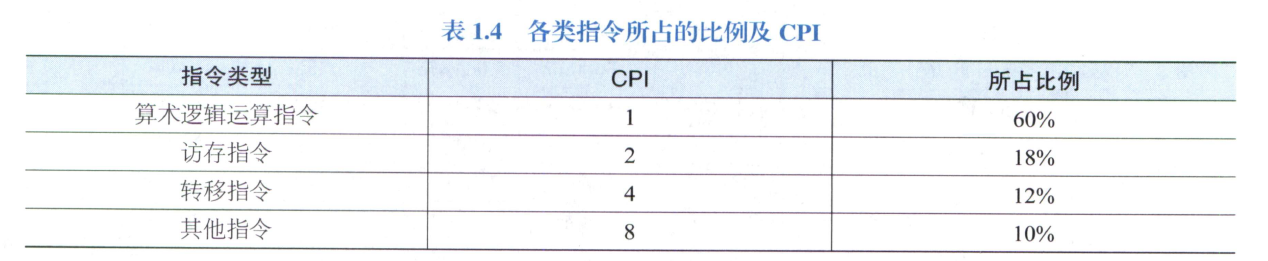 表 1.4 各类指令所占的比例及 CPI
指令类型 CPI 所占比例
算术逻辑运算指令 1 60%
访存指令 2 18%
转移指令 4 12%
其他指令 8 10%